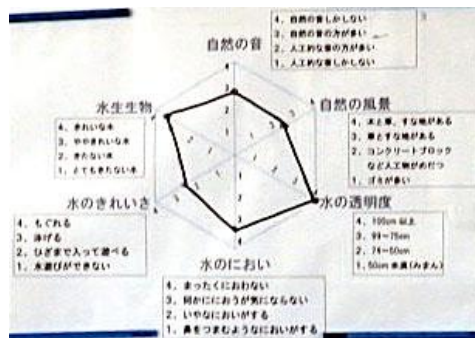 自然の音
4、自然の音しかしない
3、自然の音の方が多い
2、人工的な音の方が多い
1、人工的な音しかしない
自然の風景
4、木と草、すな地がある
3、草とすな地がある
2、コンクリートブロック
など人工物がめだつ
1、ゴミが多い
水の透明度
4、100cm 以上
3、99~75cm
2、74~50cm
1、50cm 未満(みまん)
水のにおい
4、まったくにおわない
3、何かににおうが気にならない
2、いやなにおいがする
1、鼻をつまむようなにおいがする
水のきれいさ
4、もぐれる
3、泳げる
2、ひざまで入って遊べる
1、水遊びができない
水生生物
4、きれいな水
3、ややきれいな水
2、きたない水
1、とてもきたない水